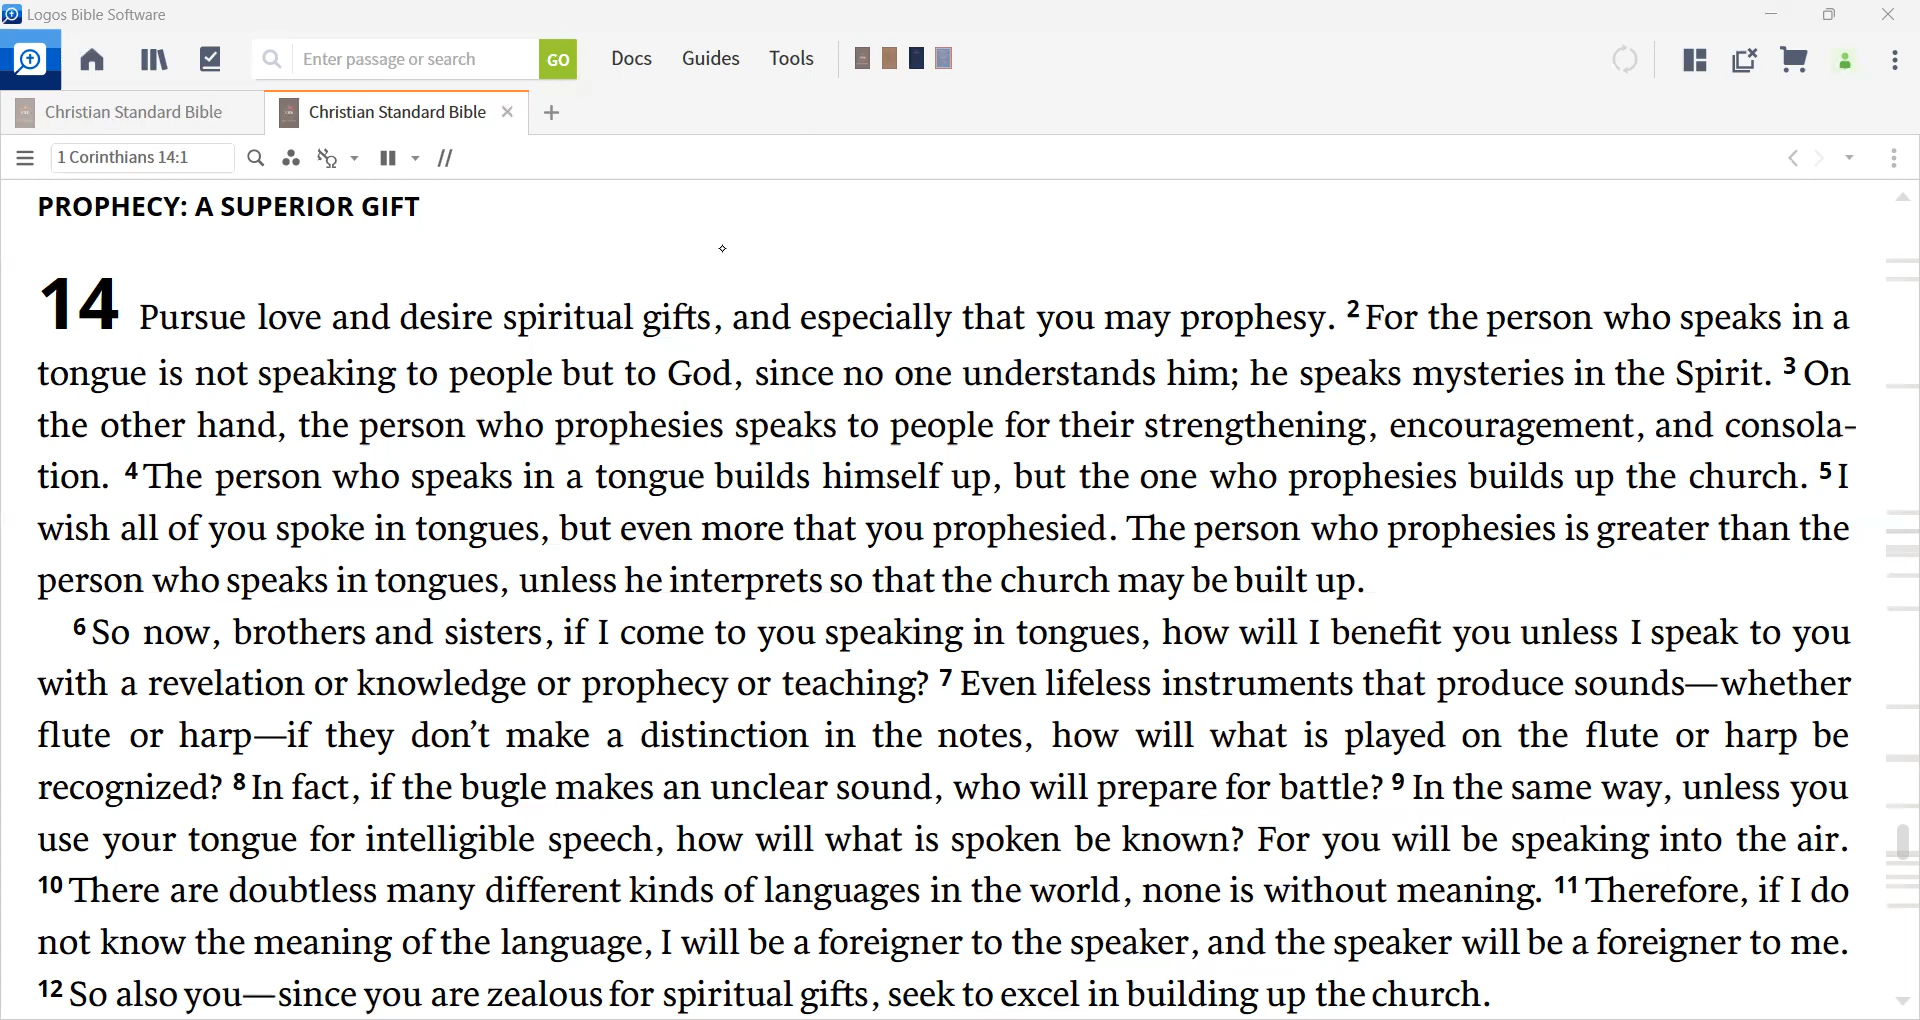 Logos Bible Software
Enter passage or search
GO
Docs
Guides
Tools
Christian Standard Bible
Christian Standard Bible
1 Corinthians 14:1
PROPHECY: A SUPERIOR GIFT
14 Pursue love and desire spiritual gifts, and especially that you may prophesy. 2 For the person who speaks in a
tongue is not speaking to people but to God, since no one understands him; he speaks mysteries in the Spirit. 3 On
the other hand, the person who prophesies speaks to people for their strengthening, encouragement, and consola-
tion. 4 The person who speaks in a tongue builds himself up, but the one who prophesies builds up the church. 5 I
wish all of you spoke in tongues, but even more that you prophesied. The person who prophesies is greater than the
person who speaks in tongues, unless he interprets so that the church may be built up.
6 So now, brothers and sisters, if I come to you speaking in tongues, how will I benefit you unless I speak to you
with a revelation or knowledge or prophecy or teaching? 7 Even lifeless instruments that produce sounds—whether
flute or harp—if they don’t make a distinction in the notes, how will what is played on the flute or harp be
recognized? 8 In fact, if the bugle makes an unclear sound, who will prepare for battle? 9 In the same way, unless you
use your tongue for intelligible speech, how will what is spoken be known? For you will be speaking into the air.
10 There are doubtless many different kinds of languages in the world, none is without meaning. 11 Therefore, if I do
not know the meaning of the language, I will be a foreigner to the speaker, and the speaker will be a foreigner to me.
12 So also you—since you are zealous for spiritual gifts, seek to excel in building up the church.